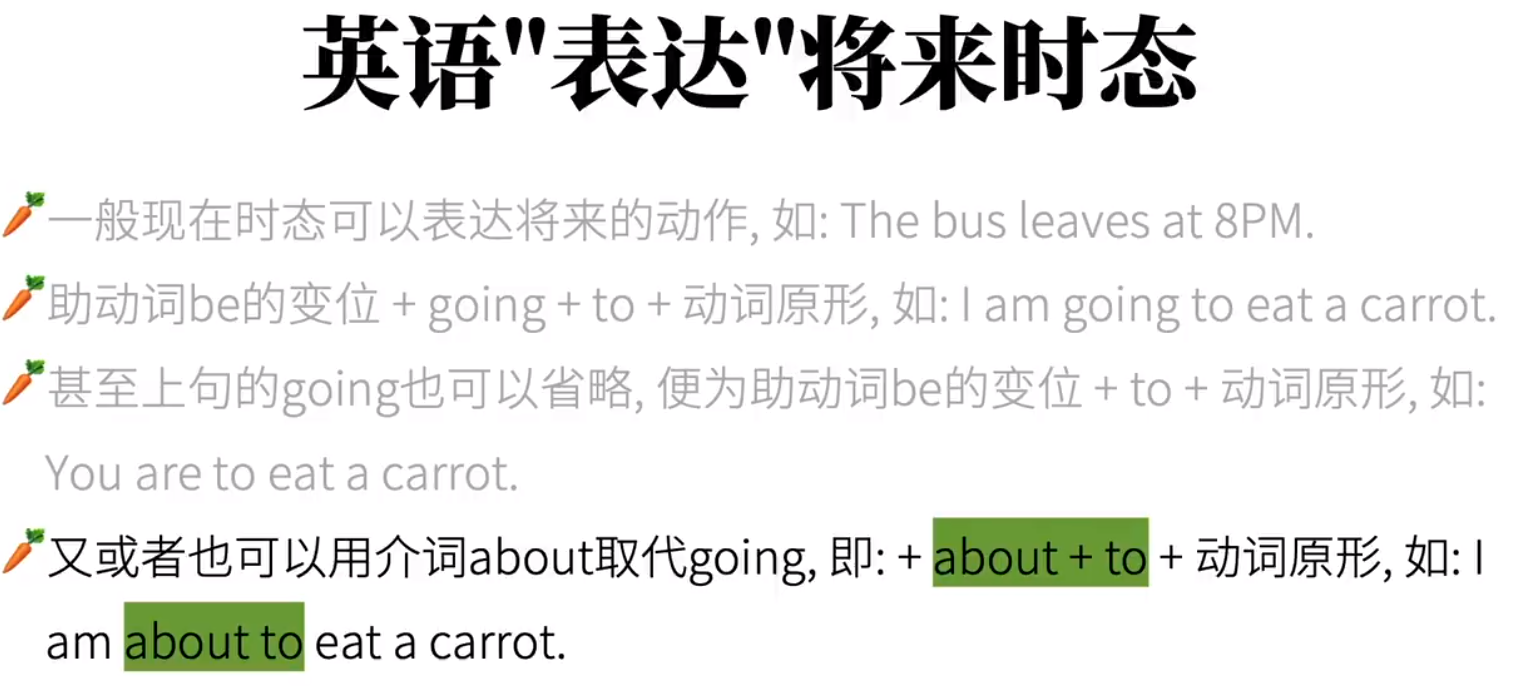 英语"表达"将来时态
🥕一般现在时态可以表达将来的动作, 如: The bus leaves at 8PM.
🥕助动词be的变位 + going + to + 动词原形, 如: I am going to eat a carrot.
🥕甚至上句的going也可以省略, 便为助动词be的变位 + to + 动词原形, 如:
You are to eat a carrot.
🥕又或者也可以用介词about取代going, 即: + about + to + 动词原形, 如: I
am about to eat a carrot.